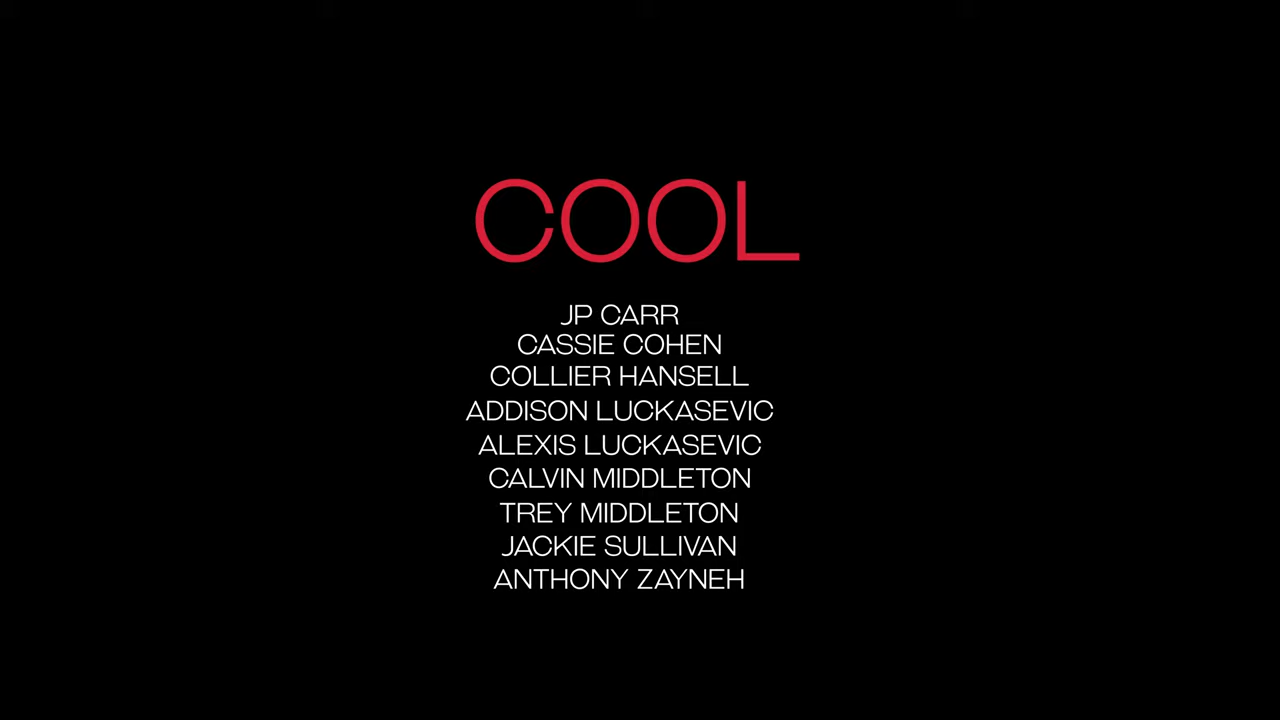 COOL
JP CARR
CASSIE COHEN
COLLIER HANSELL
ADDISON LUCKASEVIC
ALEXIS LUCKASEVIC
CALVIN MIDDLETON
TREY MIDDLETON
JACKIE SULLIVAN
ANTHONY ZAYNEH